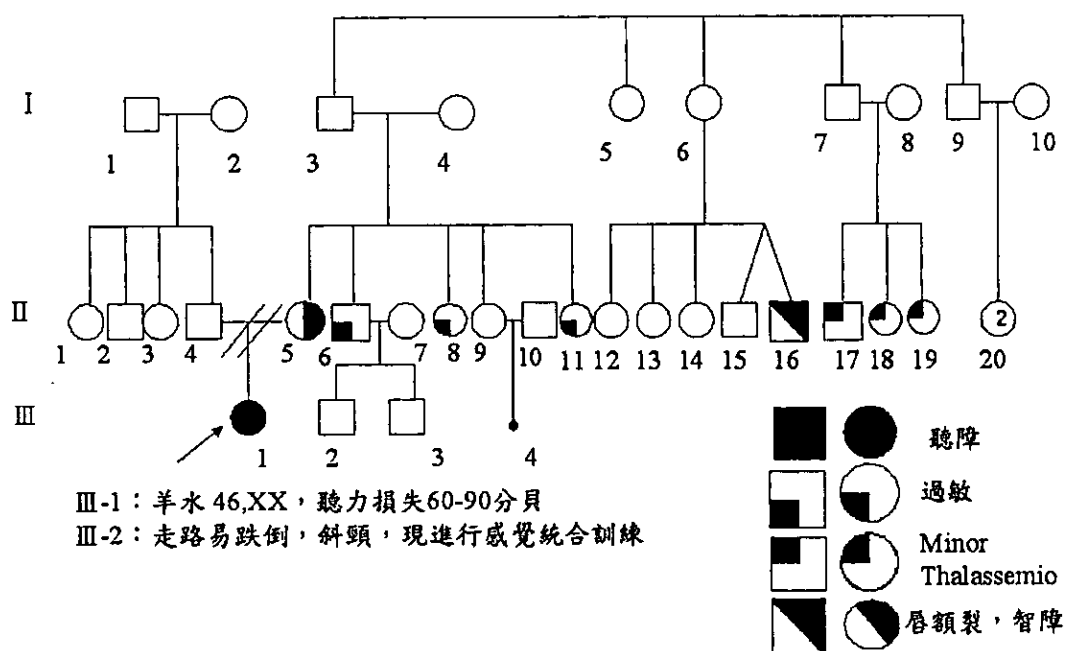 I
1 2 3 4 5 6 7 8 9 10
II
1 2 3 4 5 6 7 8 9 10 11 12 13 14 15 16 17 18 19 20
2
III
1 2 3 4
III-1:羊水 46,XX,聽力損失60-90分貝
III-2:走路易跌倒,斜頸,現進行感覺統合訓練
聽障
過敏
Minor
Thalassemio
唇額裂,智障